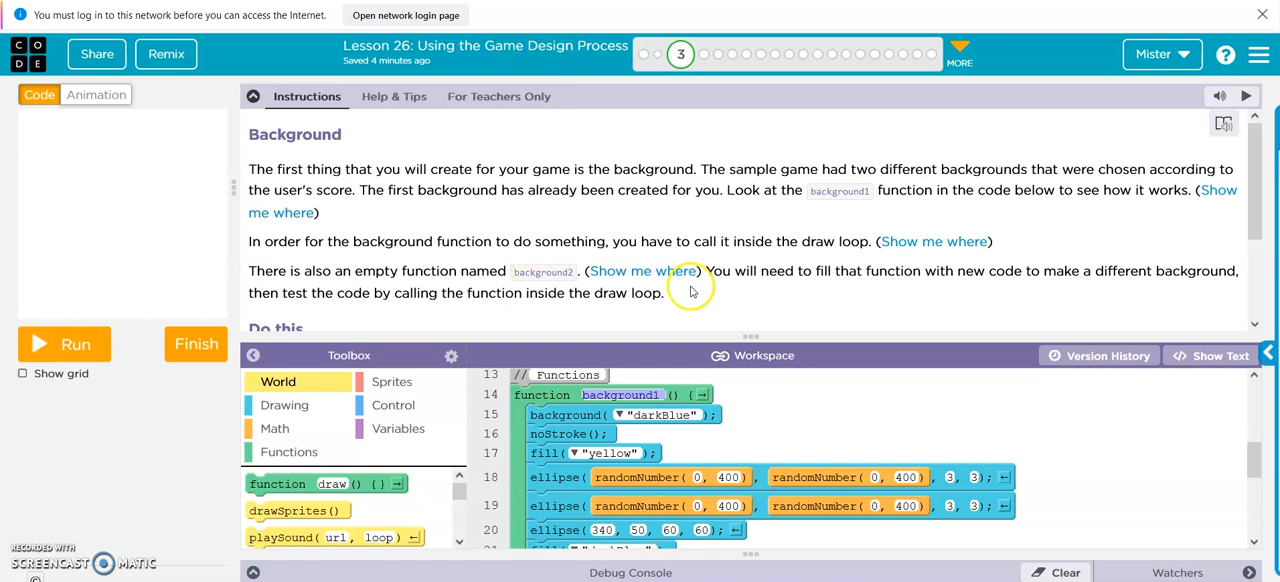 You must log in to this network before you can access the Internet. Open network login page
C O D E Share Remix Lesson 26: Using the Game Design Process 3 MORE Mister ?
Saved 4 minutes ago
Code Animation Instructions Help & Tips For Teachers Only
Background
The first thing that you will create for your game is the background. The sample game had two different backgrounds that were chosen according to
the user's score. The first background has already been created for you. Look at the background1 function in the code below to see how it works. (Show
me where)
In order for the background function to do something, you have to call it inside the draw loop. (Show me where)
There is also an empty function named background2. (Show me where) You will need to fill that function with new code to make a different background,
then test the code by calling the function inside the draw loop.
Do this
Run Finish
Show grid
Toolbox Workspace Version History </> Show Text
World Sprites
Drawing Control
Math Variables
Functions
function draw() { }
drawSprites()
playSound( url, loop)
13 // Functions
14 function background1() {
15 background( "darkBlue");
16 noStroke();
17 fill( "yellow");
18 ellipse( randomNumber( 0, 400), randomNumber( 0, 400), 3, 3);
19 ellipse( randomNumber( 0, 400), randomNumber( 0, 400), 3, 3);
20 ellipse( 340, 50, 60, 60);
21 fill( "darkBlue");
RECORDED WITH
SCREENCAST MATIC
Debug Console Clear Watchers